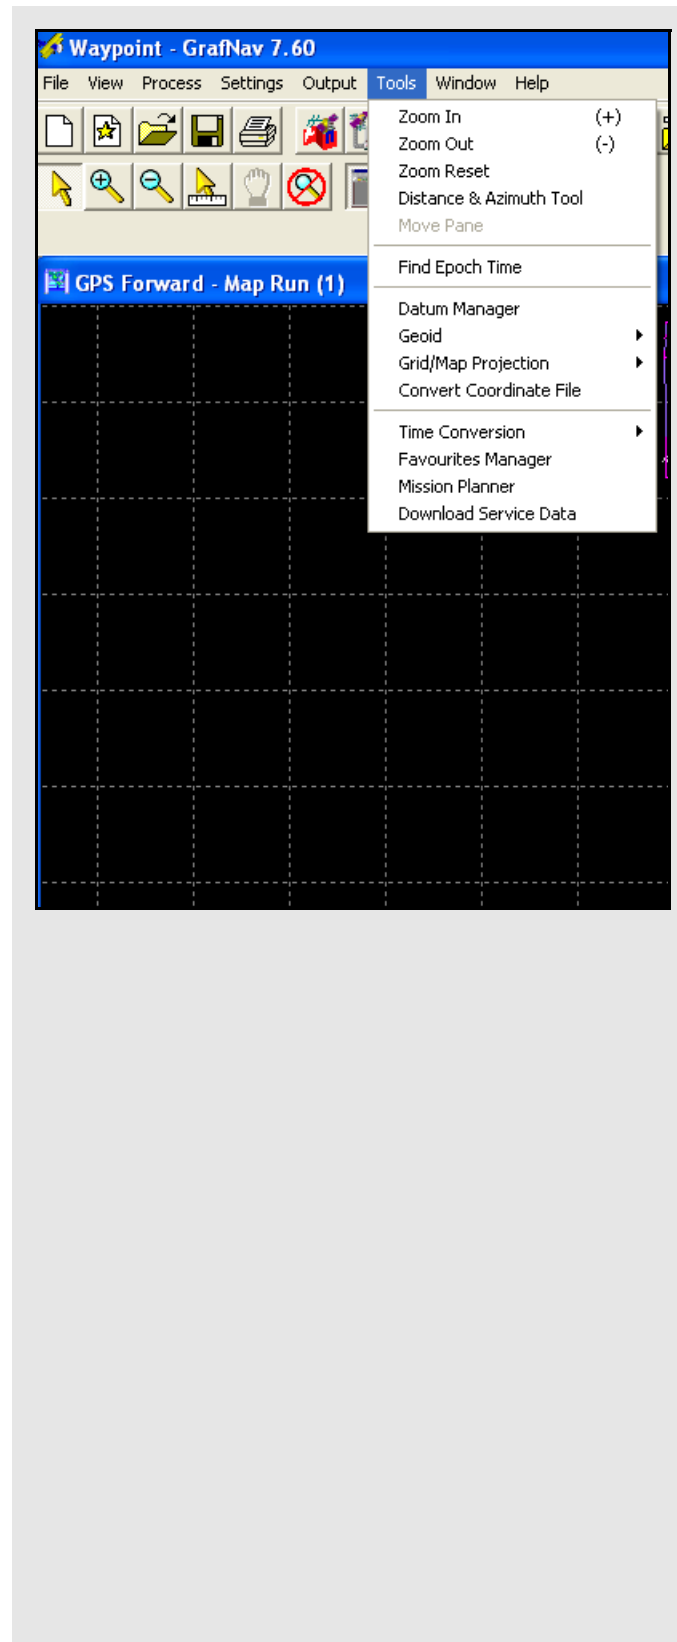 Waypoint - GrafNav 7.60
File View Process Settings Output Tools Window Help
Zoom In (+)
Zoom Out (-)
Zoom Reset
Distance & Azimuth Tool
Move Pane
Find Epoch Time
Datum Manager
Geoid
Grid/Map Projection
Convert Coordinate File
Time Conversion
Favourites Manager
Mission Planner
Download Service Data
GPS Forward - Map Run (1)